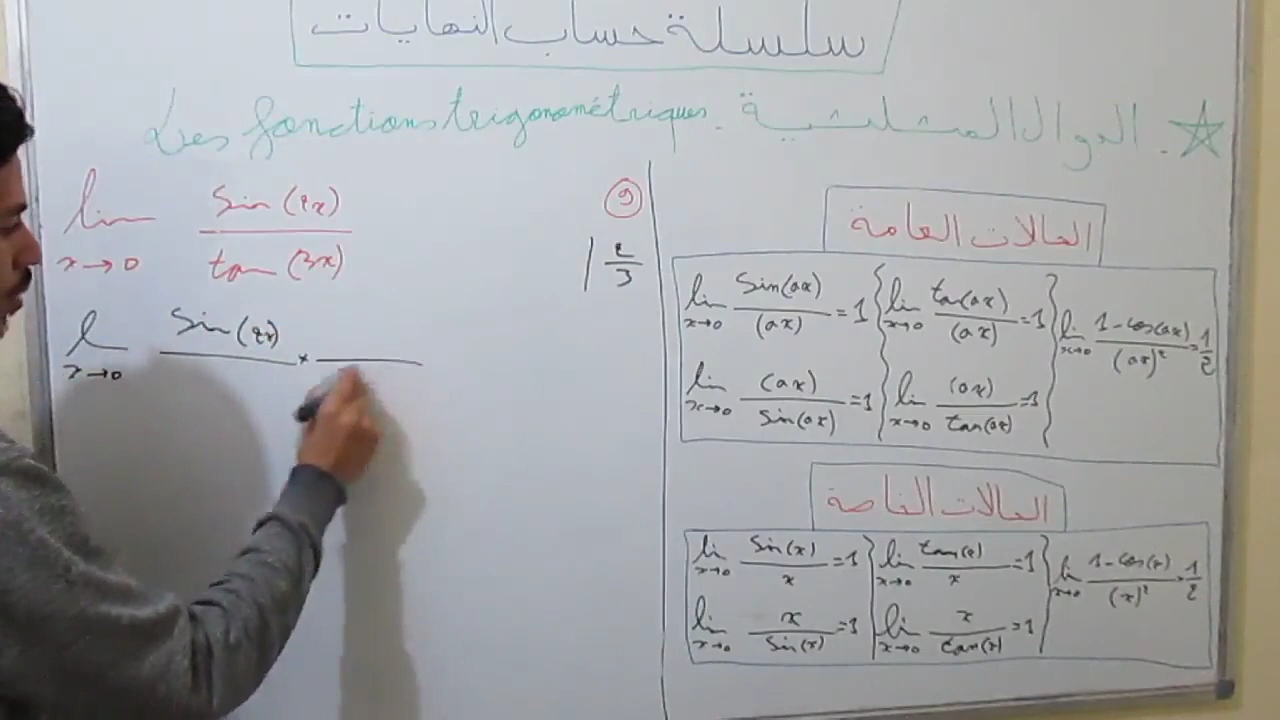 سلسلة حساب النهايات
Les fonctions trigonométriques. الدوال المثلثية. ☆
lim x→0 sin(2x) / tan(3x)
lim x→0 sin(2x) / ×
9
2/3
الحالات العامة
lim x→0 sin(ax)/(ax) = 1 { lim x→0 tan(ax)/(ax) = 1 } lim x→0 1-cos(ax)/(ax)² = 1/2
lim x→0 (ax)/sin(ax) = 1 lim x→0 (ax)/tan(ax) = 1
الحالات الخاصة
lim x→0 sin(x)/x = 1 } lim x→0 tan(x)/x = 1 } lim x→0 1-cos(x)/(x)² = 1/2
lim x→0 x/sin(x) = 1 lim x→0 x/tan(x) = 1